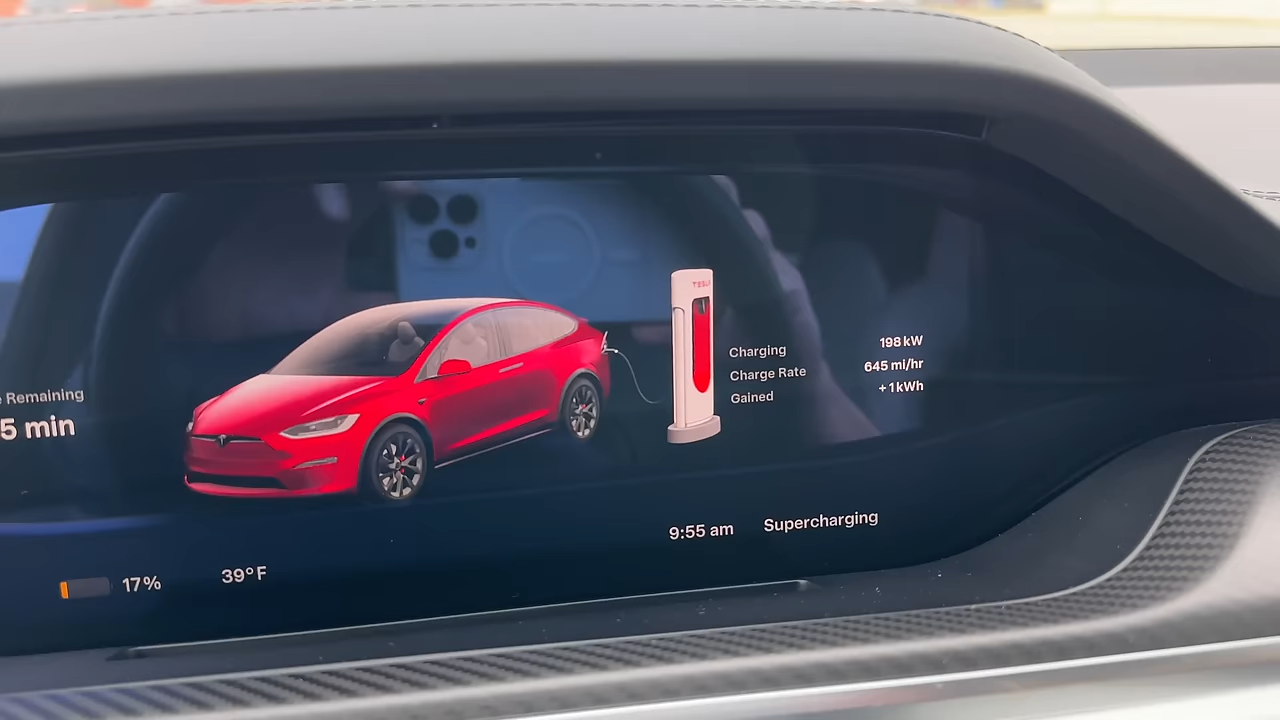 Remaining
5 min
TESLA
Charging 198 kW
Charge Rate 645 mi/hr
Gained +1 kWh
9:55 am Supercharging
17% 39°F